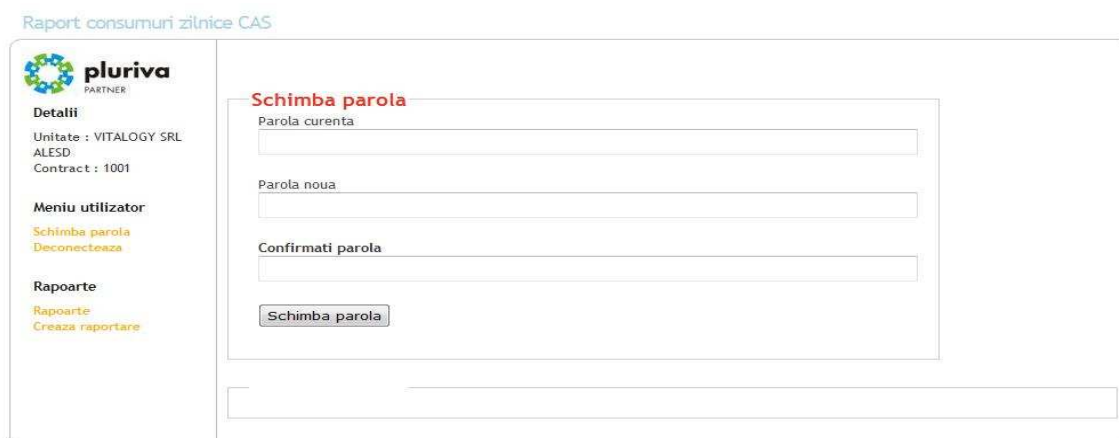 Raport consumuri zilnice CAS
pluriva
PARTNER
Detalii
Unitate : VITALOGY SRL
ALESD
Contract : 1001
Meniu utilizator
Schimba parola
Deconecteaza
Rapoarte
Rapoarte
Creaza raportare
Schimba parola
Parola curenta
Parola noua
Confirmati parola
Schimba parola